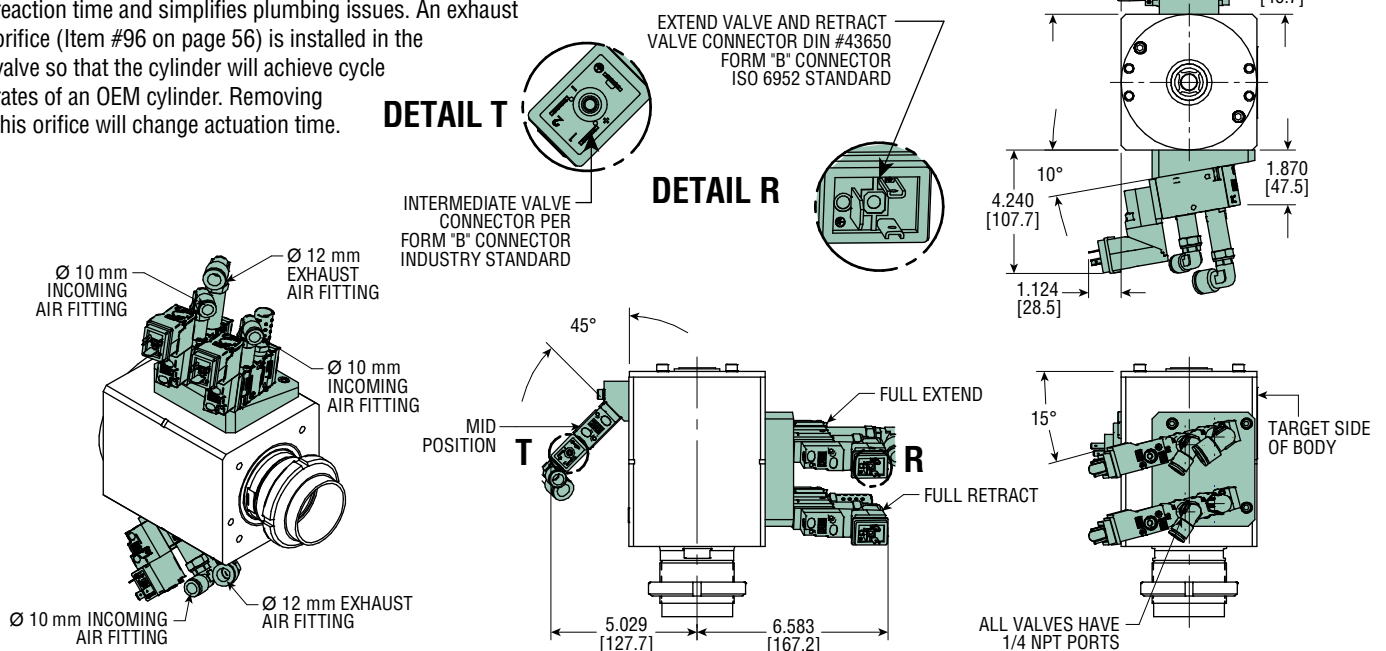 reaction time and simplifies plumbing issues. An exhaust
orifice (Item #96 on page 56) is installed in the
valve so that the cylinder will achieve cycle
rates of an OEM cylinder. Removing
this orifice will change actuation time.
DETAIL T
INTERMEDIATE VALVE
CONNECTOR PER
FORM "B" CONNECTOR
INDUSTRY STANDARD
EXTEND VALVE AND RETRACT
VALVE CONNECTOR DIN #43650
FORM "B" CONNECTOR
ISO 6952 STANDARD
DETAIL R
10°
4.240
[107.7]
1.870
[47.5]
1.124
[28.5]
Ø 10 mm
INCOMING
AIR FITTING
Ø 12 mm
EXHAUST
AIR FITTING
Ø 10 mm
INCOMING
AIR FITTING
Ø 10 mm INCOMING
AIR FITTING
Ø 12 mm EXHAUST
AIR FITTING
45°
MID
POSITION
T
FULL EXTEND
R
FULL RETRACT
5.029
[127.7]
6.583
[167.2]
15°
TARGET SIDE
OF BODY
ALL VALVES HAVE
1/4 NPT PORTS